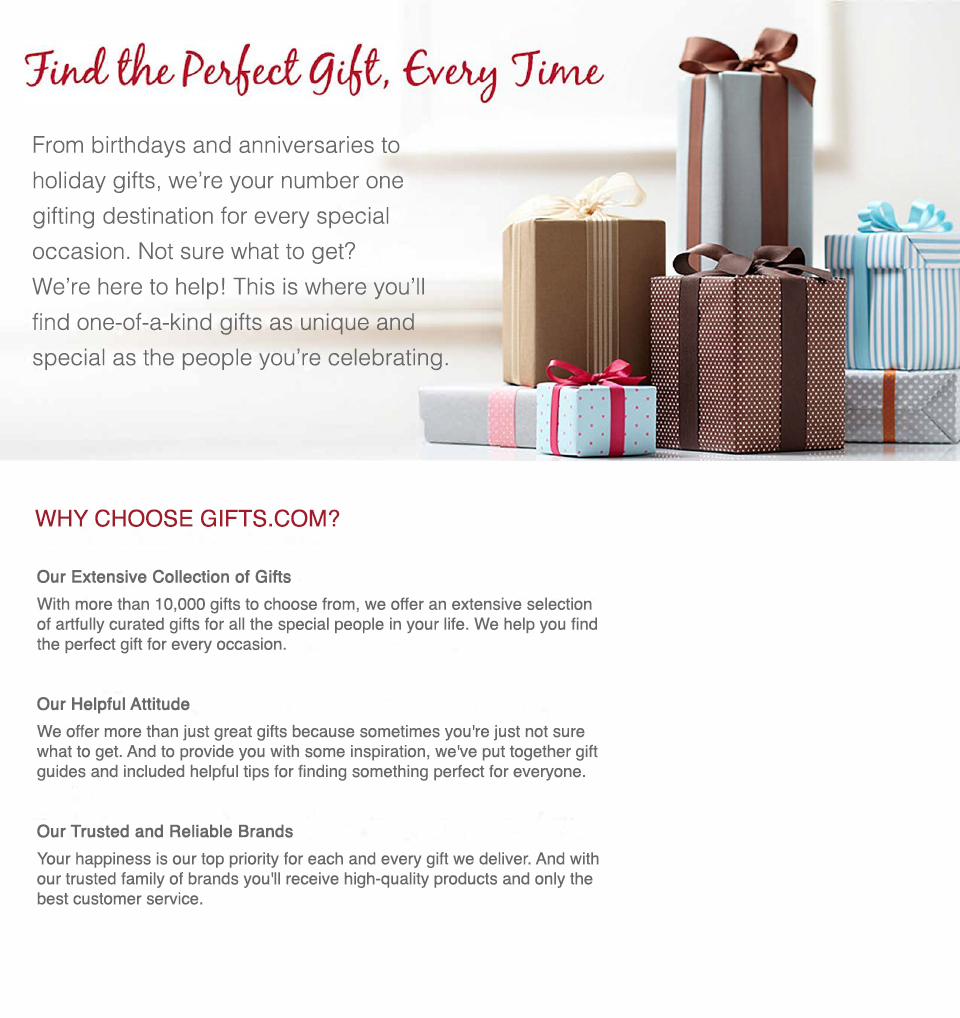 Find the Perfect Gift, Every Time
From birthdays and anniversaries to
holiday gifts, we’re your number one
gifting destination for every special
occasion. Not sure what to get?
We’re here to help! This is where you’ll
find one-of-a-kind gifts as unique and
special as the people you’re celebrating.
WHY CHOOSE GIFTS.COM?
Our Extensive Collection of Gifts
With more than 10,000 gifts to choose from, we offer an extensive selection
of artfully curated gifts for all the special people in your life. We help you find
the perfect gift for every occasion.
Our Helpful Attitude
We offer more than just great gifts because sometimes you're just not sure
what to get. And to provide you with some inspiration, we've put together gift
guides and included helpful tips for finding something perfect for everyone.
Our Trusted and Reliable Brands
Your happiness is our top priority for each and every gift we deliver. And with
our trusted family of brands you'll receive high-quality products and only the
best customer service.